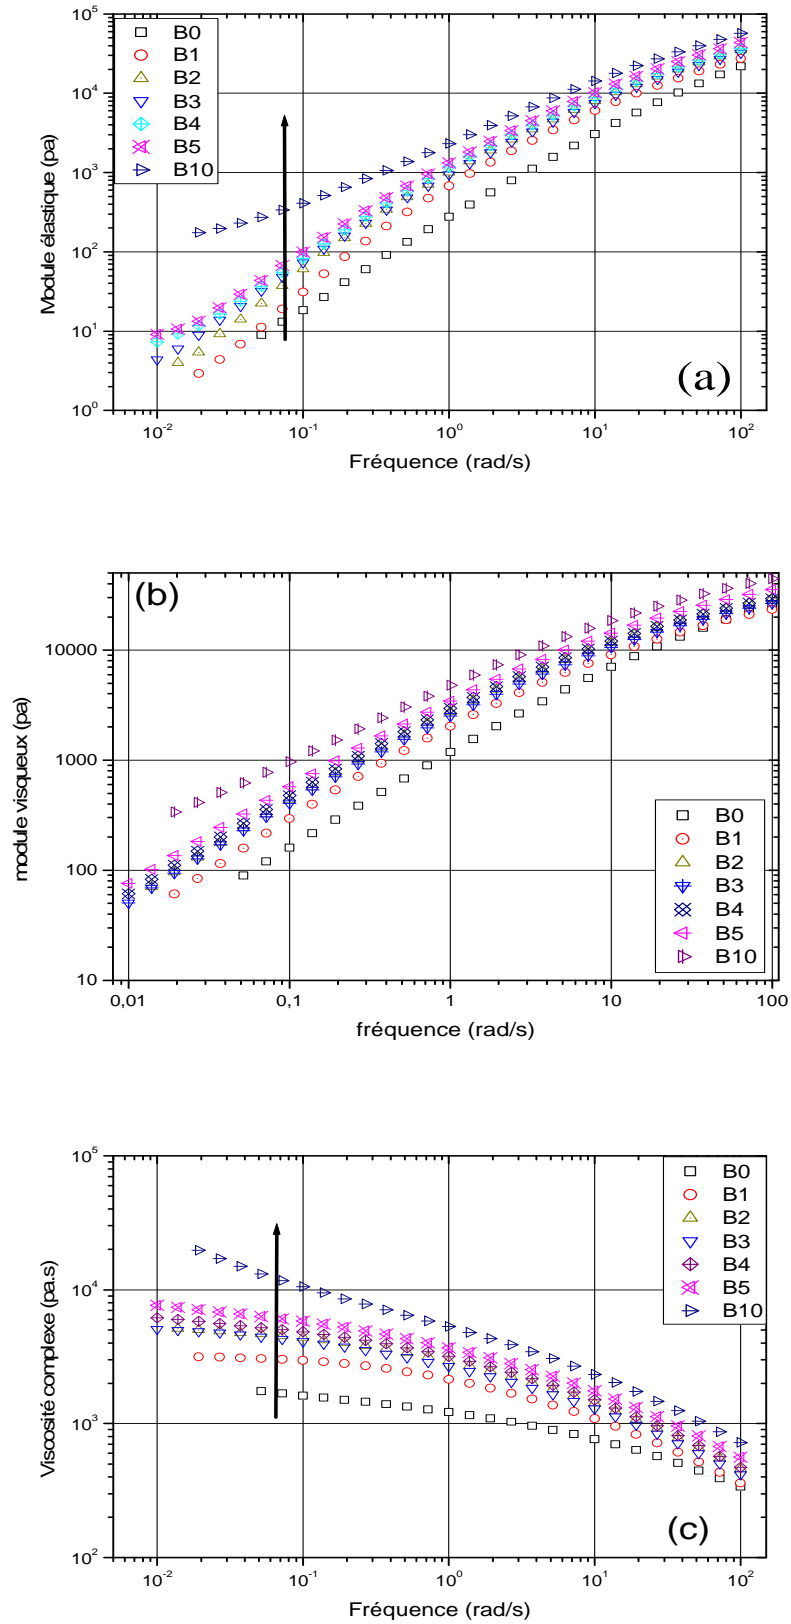 10^5
10^4
10^3
10^2
10^1
10^0
Module élastique (pa)
B0
B1
B2
B3
B4
B5
B10
(a)
10^-2
10^-1
10^0
10^1
10^2
Fréquence (rad/s)
(b)
10000
1000
100
10
module visqueux (pa)
B0
B1
B2
B3
B4
B5
B10
0,01
0,1
1
10
100
fréquence (rad/s)
10^5
10^4
10^3
10^2
Viscosité complexe (pa.s)
B0
B1
B2
B3
B4
B5
B10
(c)
10^-2
10^-1
10^0
10^1
10^2
Fréquence (rad/s)